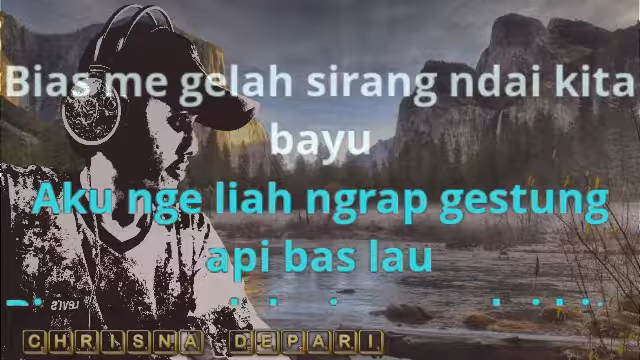 Bias me gelah sirang ndai kita
bayu
Aku nge liah ngrap gestung
api bas lau
CHRISNA DEPARI